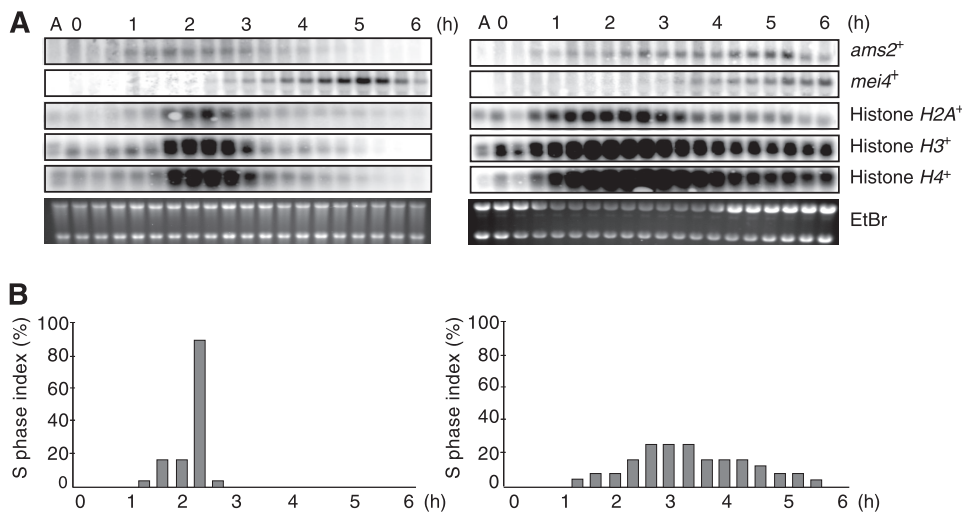 A
A 0 1 2 3 4 5 6 (h)
A 0 1 2 3 4 5 6 (h)
ams2+
mei4+
Histone H2A+
Histone H3+
Histone H4+
EtBr
B
S phase index (%)
100
80
60
40
20
0
0 1 2 3 4 5 6 (h)
S phase index (%)
100
80
60
40
20
0
0 1 2 3 4 5 6 (h)